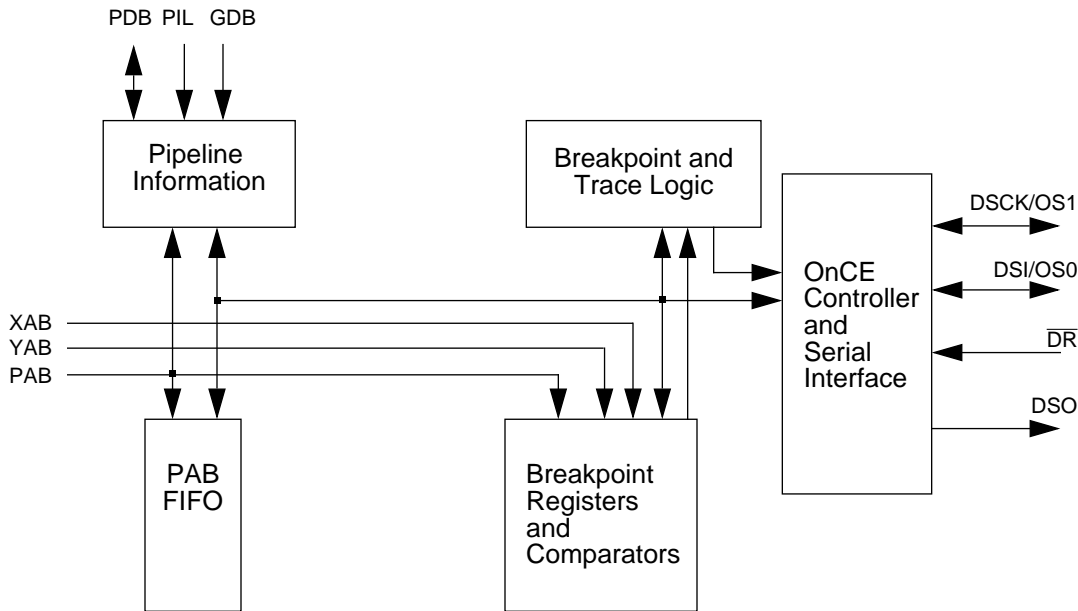 PDB PIL GDB
Pipeline
Information
Breakpoint and
Trace Logic
DSCK/OS1
OnCE
Controller
and
Serial
Interface
DSI/OS0
DR
DSO
XAB
YAB
PAB
PAB
FIFO
Breakpoint
Registers
and
Comparators